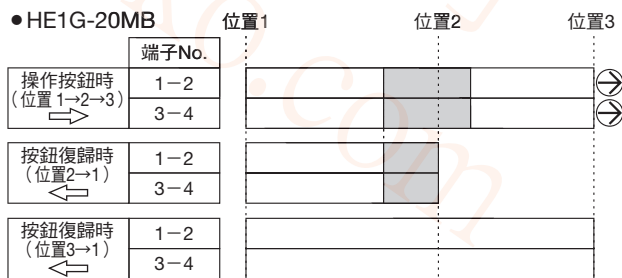 ●HE1G-20MB
位置1 位置2 位置3
端子No.
操作按鈕時
(位置 1→2→3)
1-2
3-4
按鈕復歸時
(位置2→1)
1-2
3-4
按鈕復歸時
(位置3→1)
1-2
3-4